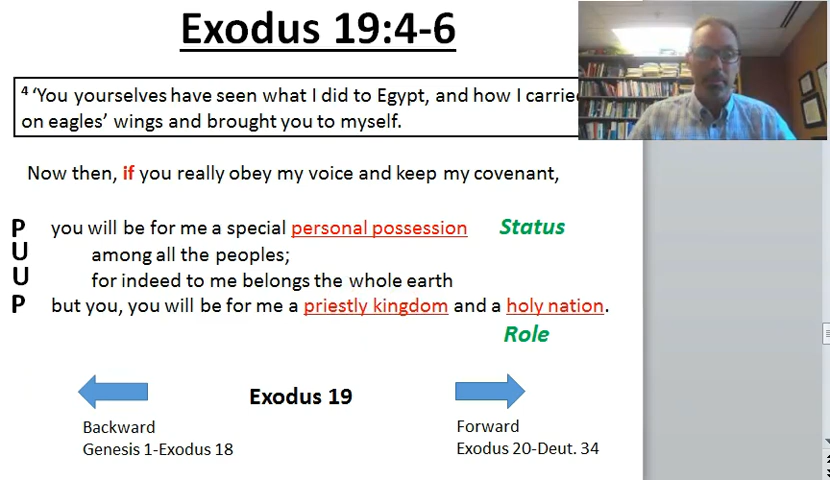 Exodus 19:4-6
4 ‘You yourselves have seen what I did to Egypt, and how I
on eagles’ wings and brought you to myself.
Now then, if you really obey my voice and keep my covenant,
P you will be for me a special personal possession Status
U among all the peoples;
U for indeed to me belongs the whole earth
P but you, you will be for me a priestly kingdom and a holy nation.
Role
Exodus 19
Backward
Genesis 1-Exodus 18
Forward
Exodus 20-Deut. 34